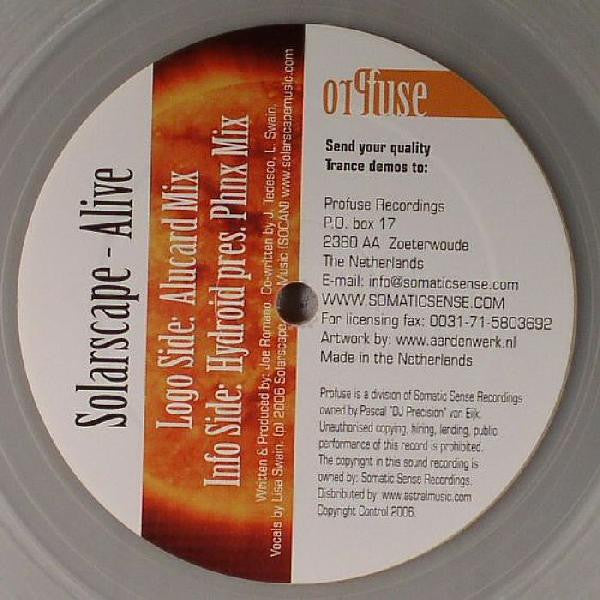 Solarscape - Alive
Logo Side: Alucard Mix
Info Side: Hydroid pres. Phnx Mix
Written & Produced by: Joe Romano. Co-written by J. Tedesco, L. Swain.
Vocals by Lisa Swain. (p) 2006 Solarscape Music (SOCAN) www.solarscapemusic.com
Profuse
Send your quality
Trance demos to:
Profuse Recordings
P.O. box 17
2380 AA Zoeterwoude
The Netherlands
E-mail: info@somaticsense.com
WWW.SOMATICSENSE.COM
For licensing fax: 0031-71-5803692
Artwork by: www.aardenwerk.nl
Made in the Netherlands
Profuse is a division of Somatic Sense Recordings
owned by Pascal "DJ Precision" van Eijk.
Unauthorised copying, hiring, lending, public
performance of this record is prohibited.
The copyright in this sound recording is
owned by: Somatic Sense Recordings.
Distributed by www.astralmusic.com
Copyright Control 2006.